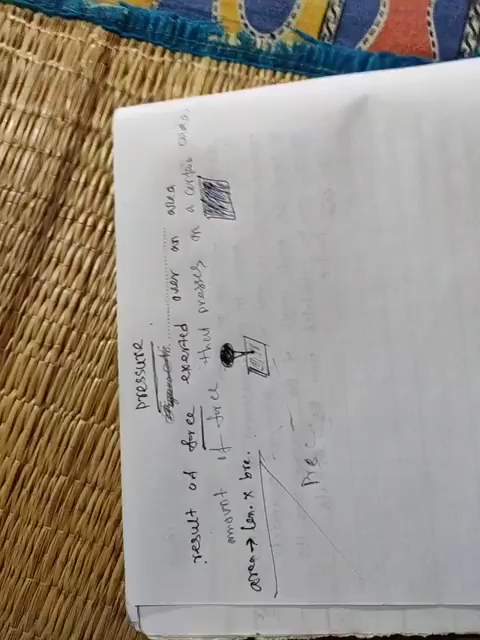 pressure.
result of force exerted over an area
amount of force that presses on a certain area.
area → len. × bre.
Pres